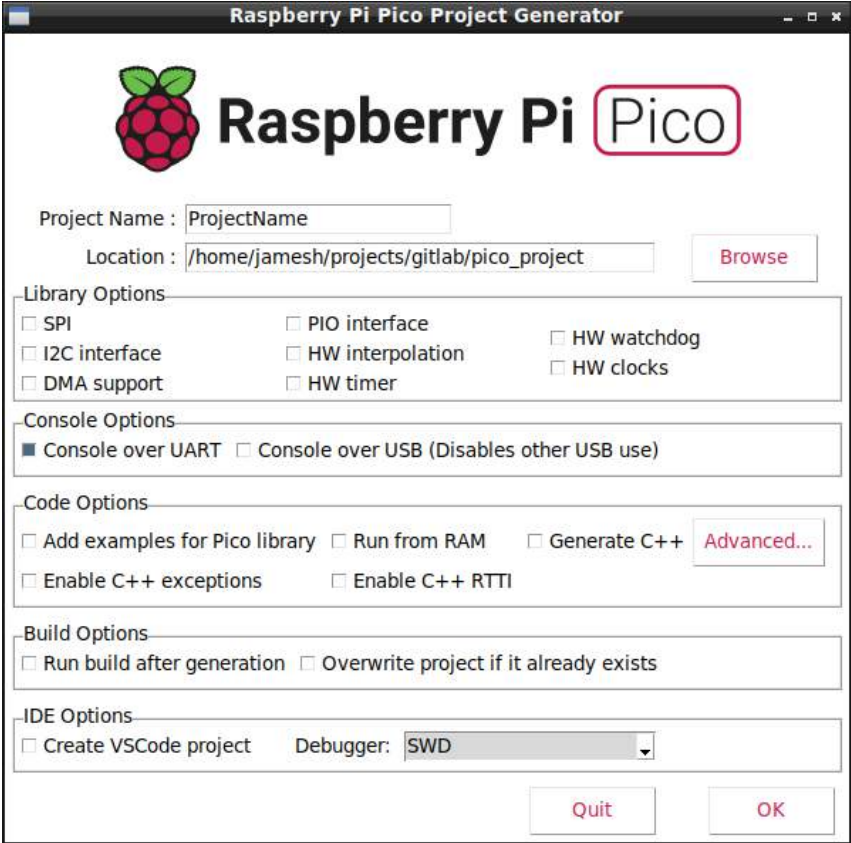 Raspberry Pi Pico Project Generator
Raspberry Pi Pico
Project Name : ProjectName
Location : /home/jamesh/projects/gitlab/pico_project Browse
Library Options
SPI PIO interface HW watchdog
I2C interface HW interpolation HW clocks
DMA support HW timer
Console Options
Console over UART Console over USB (Disables other USB use)
Code Options
Add examples for Pico library Run from RAM Generate C++ Advanced...
Enable C++ exceptions Enable C++ RTTI
Build Options
Run build after generation Overwrite project if it already exists
IDE Options
Create VSCode project Debugger: SWD
Quit OK